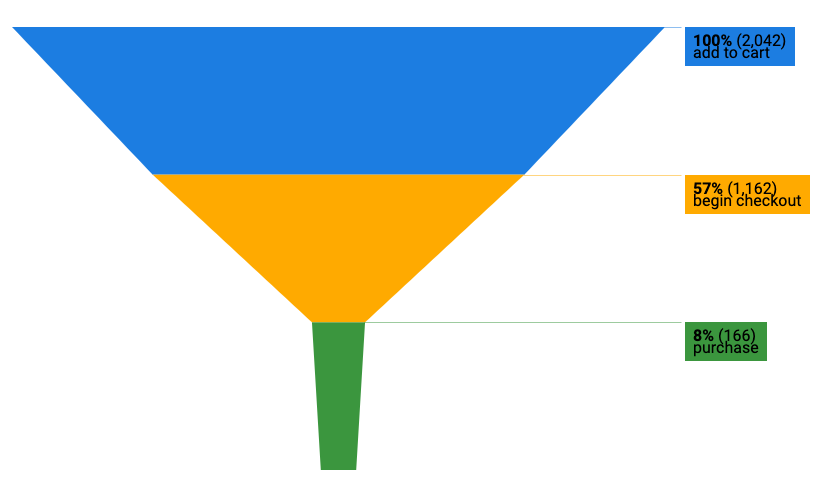 100% (2,042)
add to cart
57% (1,162)
begin checkout
8% (166)
purchase